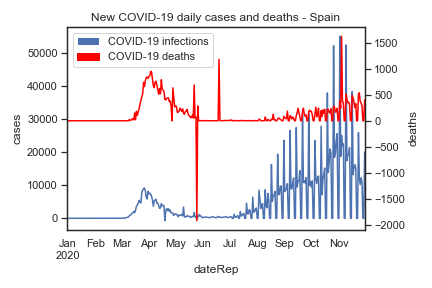 New COVID-19 daily cases and deaths - Spain
COVID-19 infections
COVID-19 deaths
50000
40000
30000
20000
10000
0
cases
1500
1000
500
0
−500
−1000
−1500
−2000
deaths
Jan Feb Mar Apr May Jun Jul Aug Sep Oct Nov
2020
dateRep